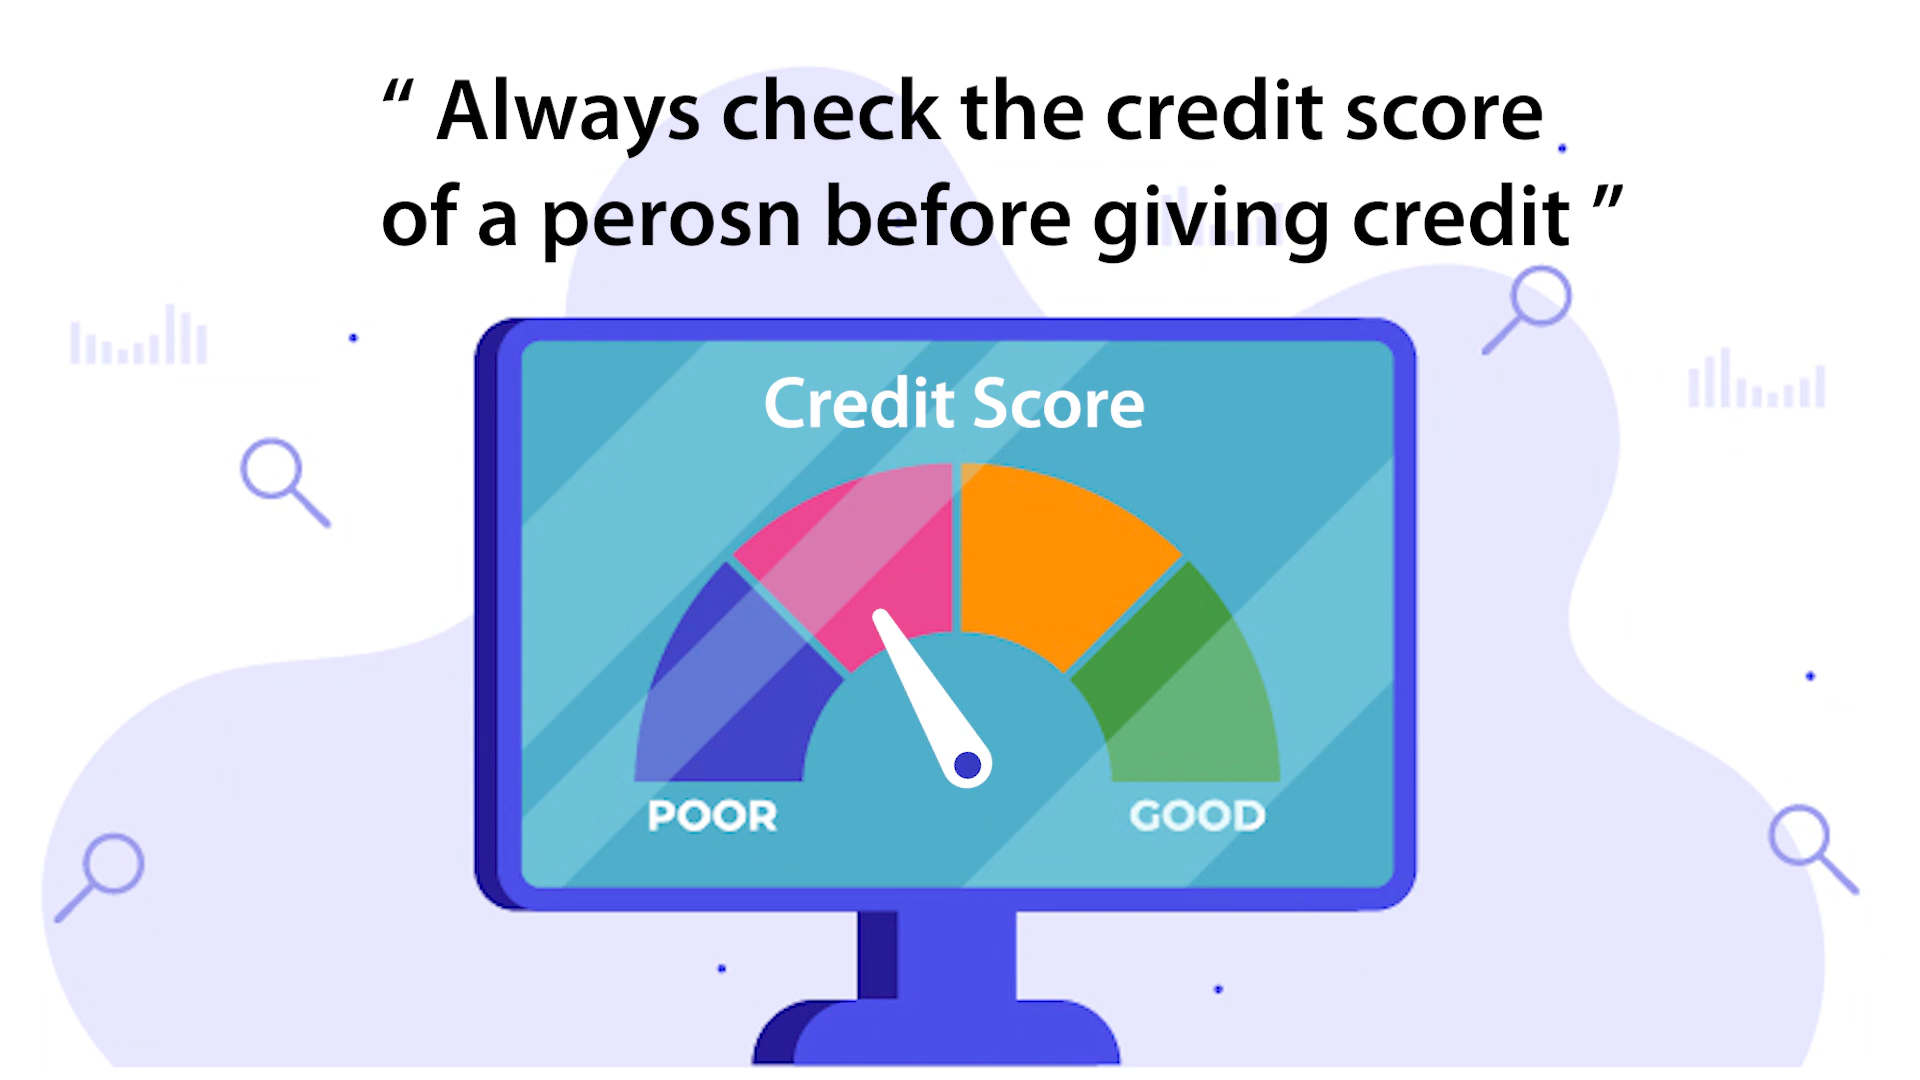 “ Always check the credit score
of a perosn before giving credit ”
Credit Score
POOR
GOOD